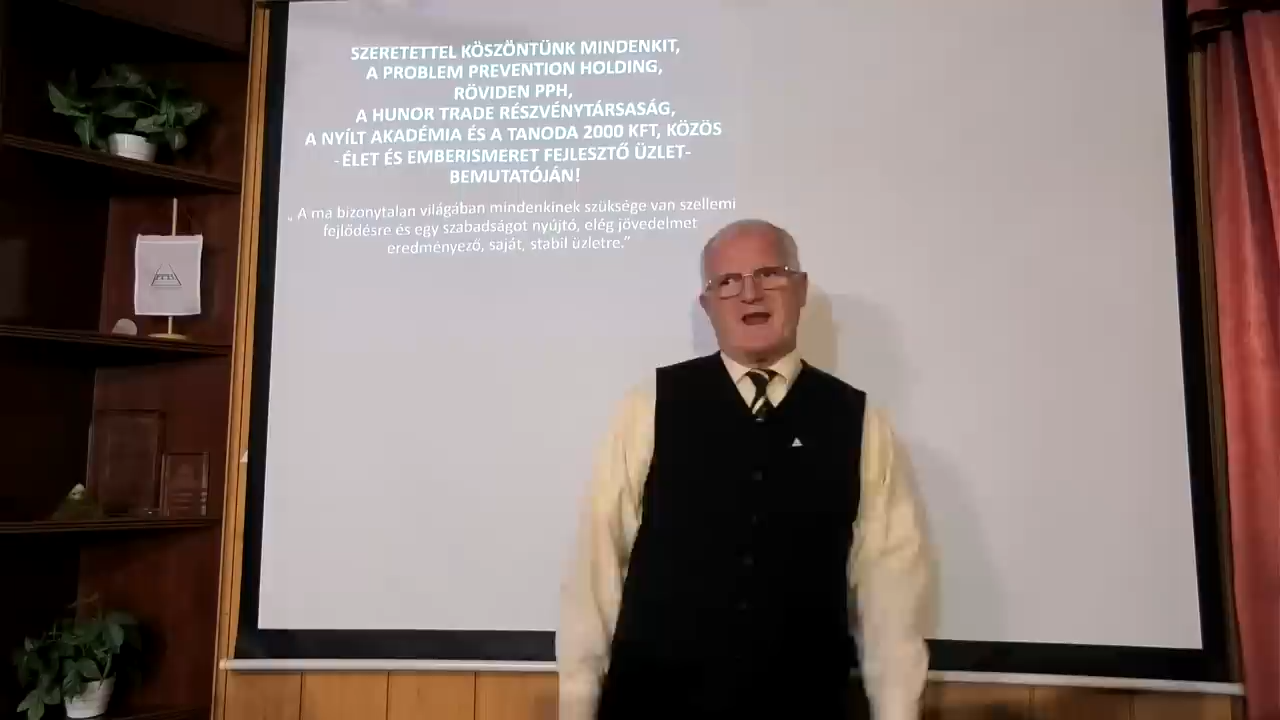 SZERETETTEL KÖSZÖNTÜNK MINDENKIT,
A PROBLEM PREVENTION HOLDING,
RÖVIDEN PPH,
A HUNOR TRADE RÉSZVÉNYTÁRSASÁG,
A NYÍLT AKADÉMIA ÉS A TANODA 2000 KFT, KÖZÖS
- ÉLET ÉS EMBERISMERET FEJLESZTŐ ÜZLET-
BEMUTATÓJÁN!
„ A ma bizonytalan világában mindenkinek szüksége van szellemi
fejlődésre és egy szabadságot nyújtó, elég jövedelmet
eredményező, saját, stabil üzletre.”